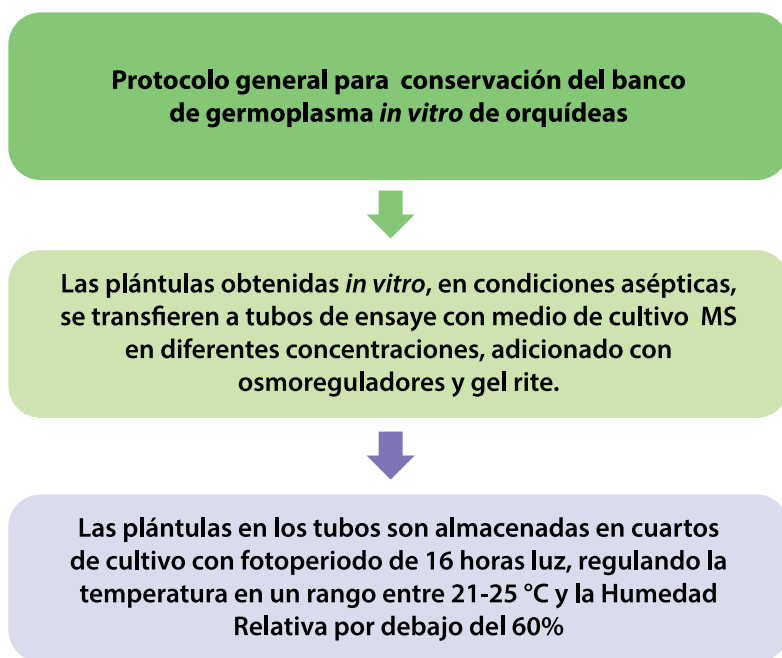 Protocolo general para conservación del banco
de germoplasma in vitro de orquídeas
Las plántulas obtenidas in vitro, en condiciones asépticas,
se transfieren a tubos de ensaye con medio de cultivo MS
en diferentes concentraciones, adicionado con
osmoreguladores y gel rite.
Las plántulas en los tubos son almacenadas en cuartos
de cultivo con fotoperiodo de 16 horas luz, regulando la
temperatura en un rango entre 21-25 °C y la Humedad
Relativa por debajo del 60%